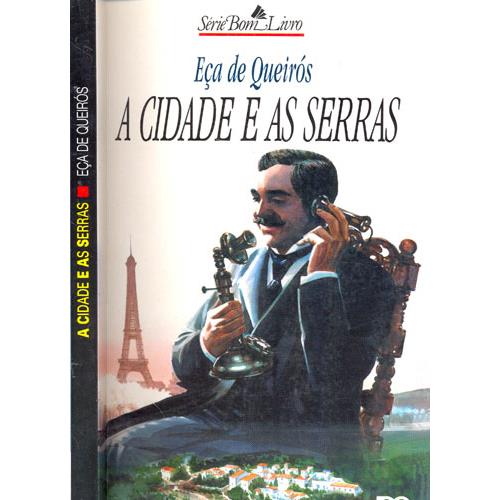 Série Bom Livro
Eça de Queirós
A CIDADE E AS SERRAS
A CIDADE E AS SERRAS EÇA DE QUEIRÓS